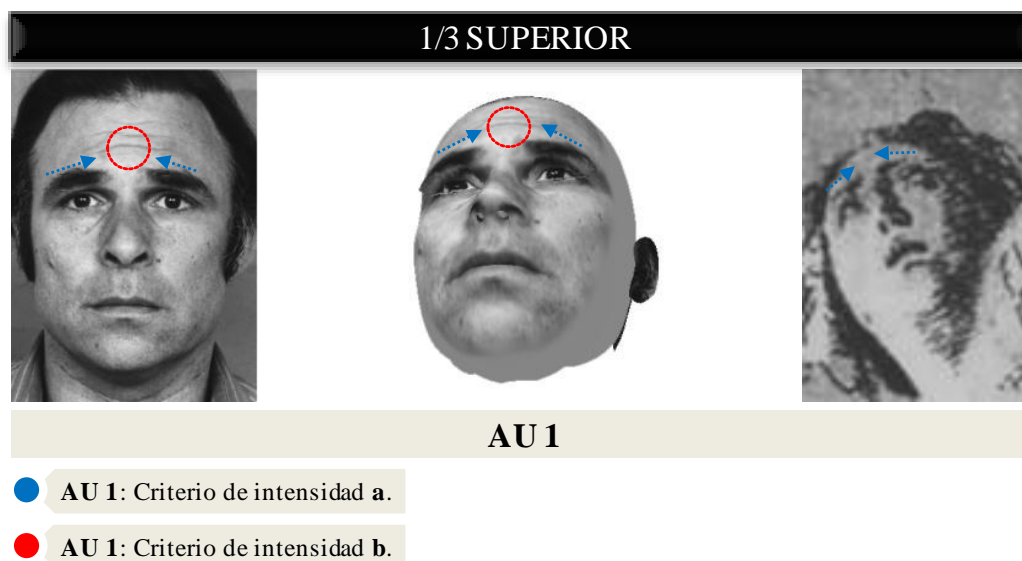 1/3 SUPERIOR
AU 1
AU 1: Criterio de intensidad a.
AU 1: Criterio de intensidad b.